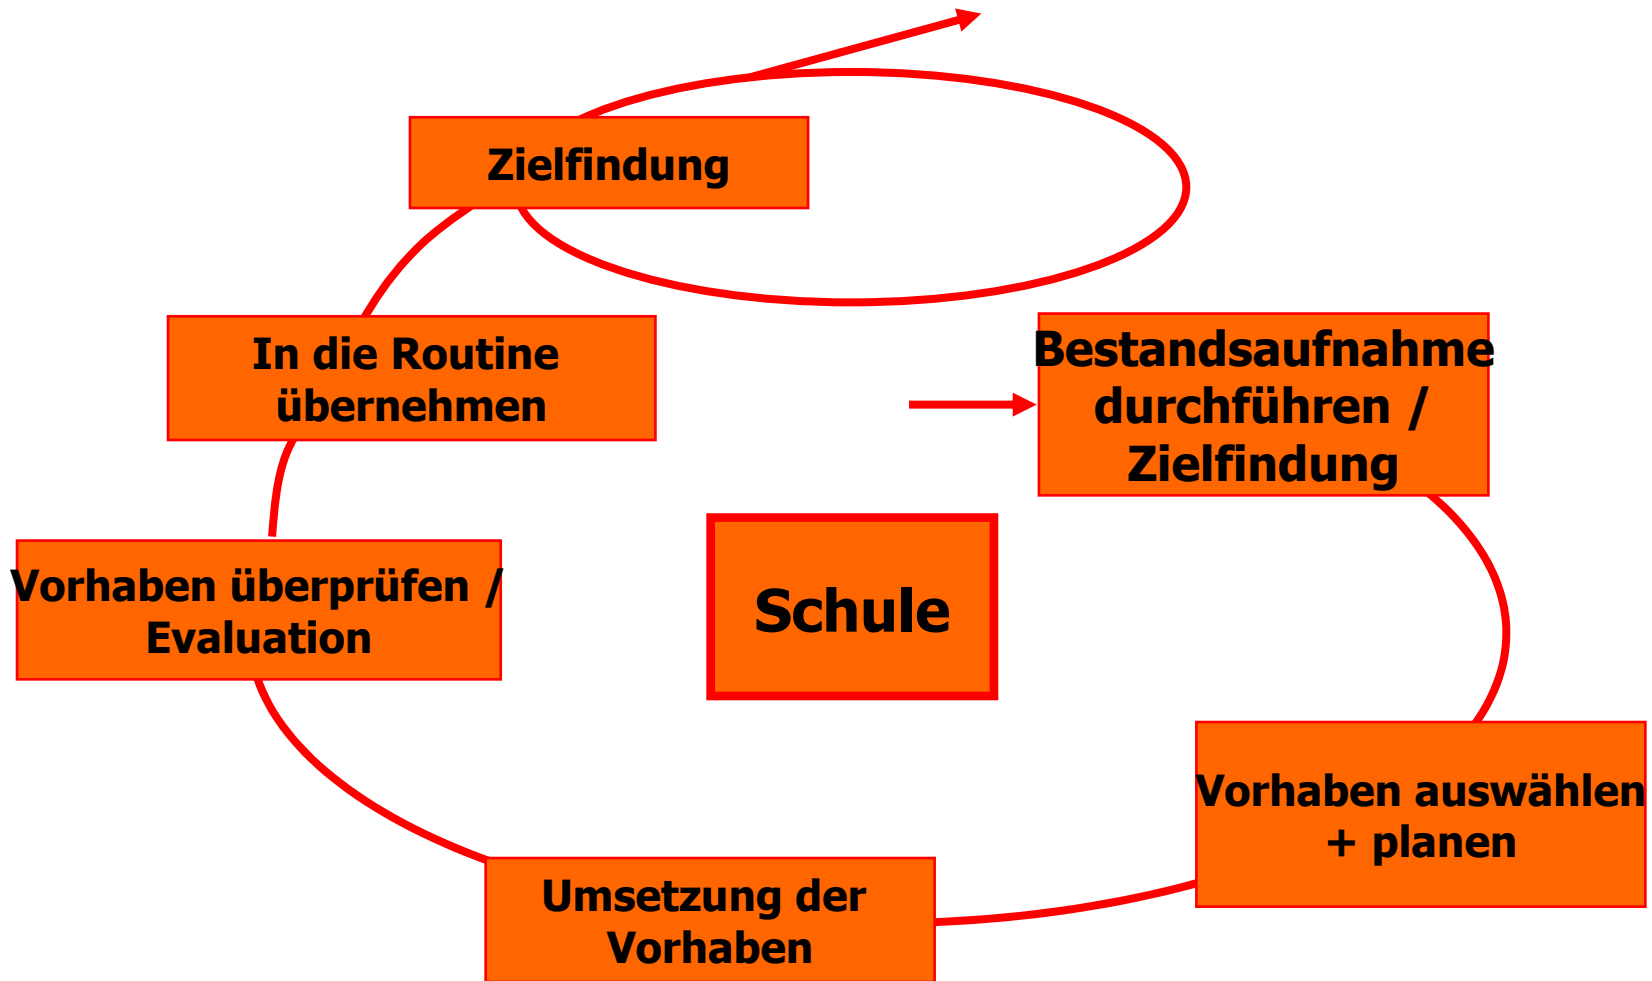 Zielfindung
In die Routine
übernehmen
Bestandsaufnahme
durchführen /
Zielfindung
Vorhaben überprüfen /
Evaluation
Schule
Vorhaben auswählen
+ planen
Umsetzung der
Vorhaben